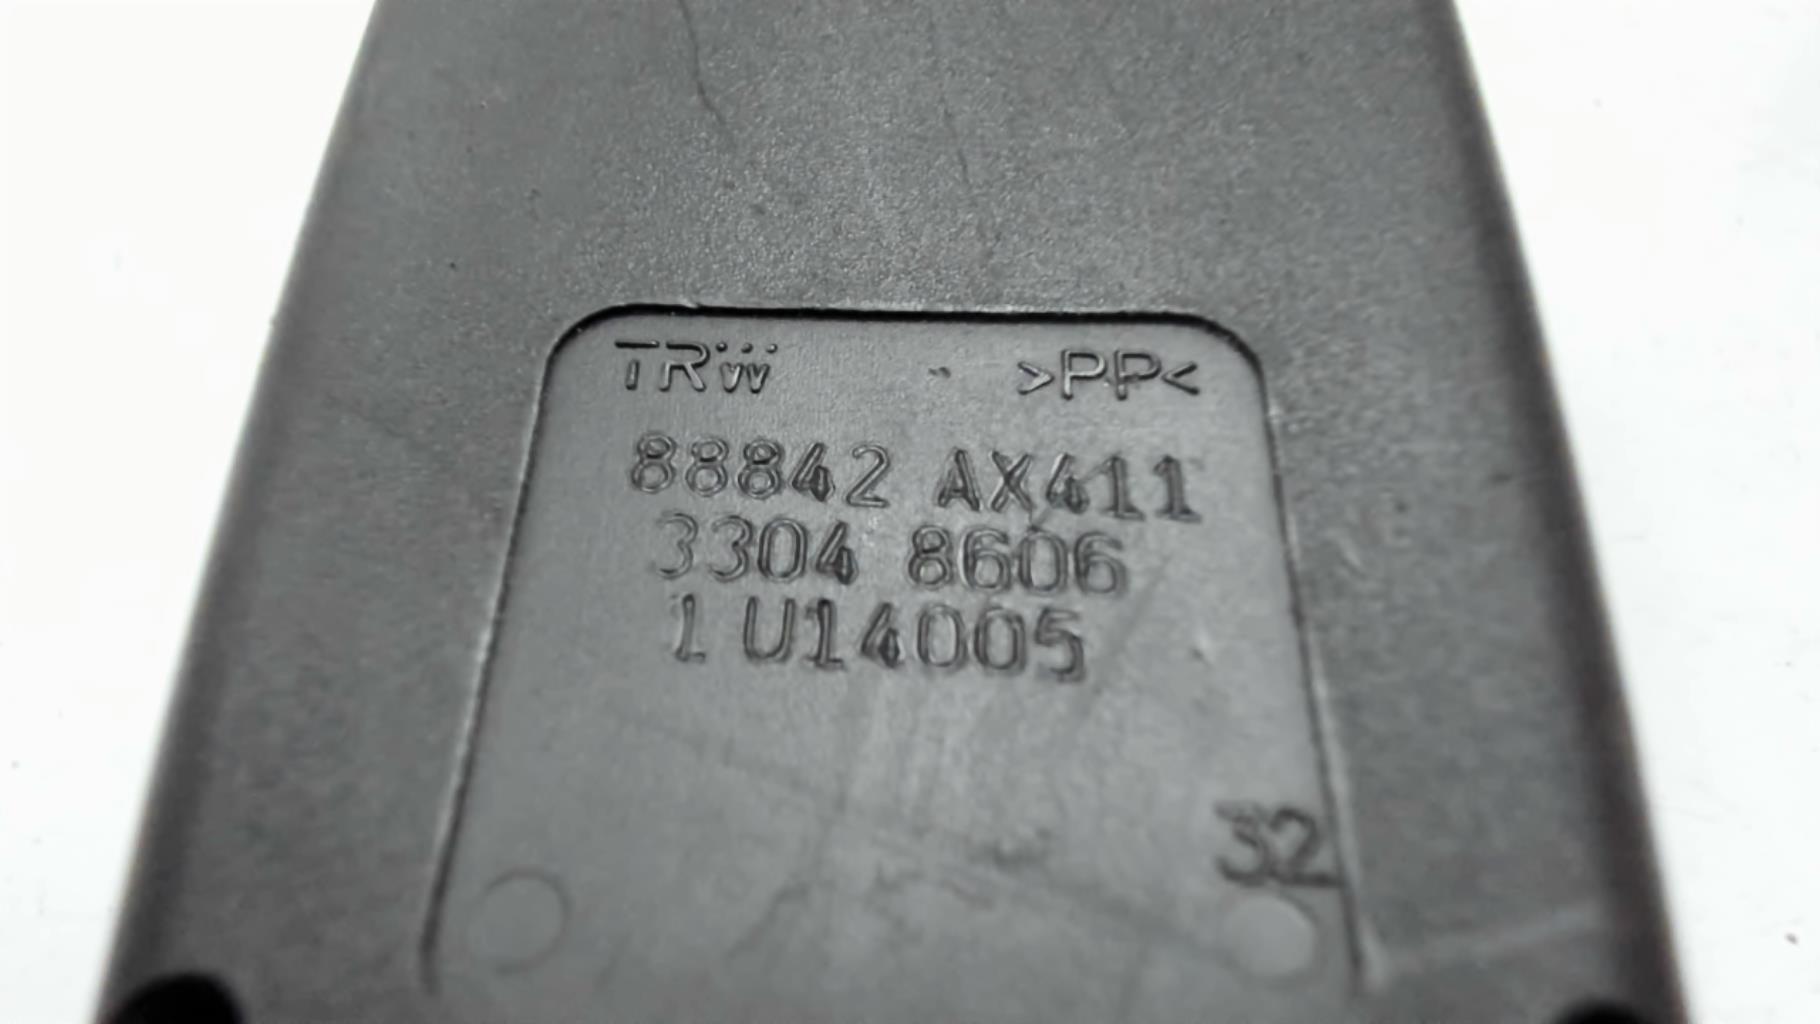 TRW >PP<
88842 AX411
3304 8606
1 U14005
32